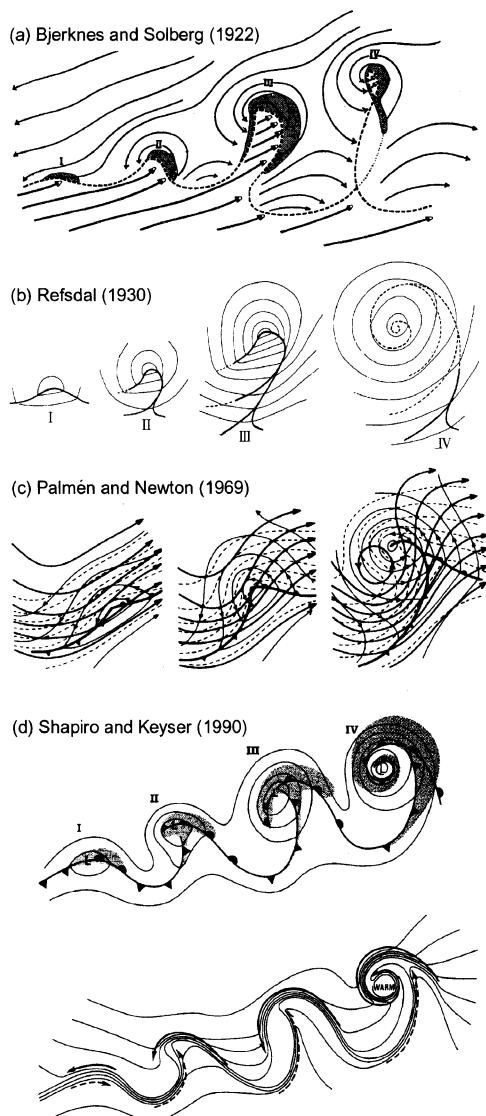 (a) Bjerknes and Solberg (1922)
I
II
III
IV
(b) Refsdal (1930)
I
II
III
IV
(c) Palmén and Newton (1969)
(d) Shapiro and Keyser (1990)
I
II
III
IV
L
L
L
L
WARM